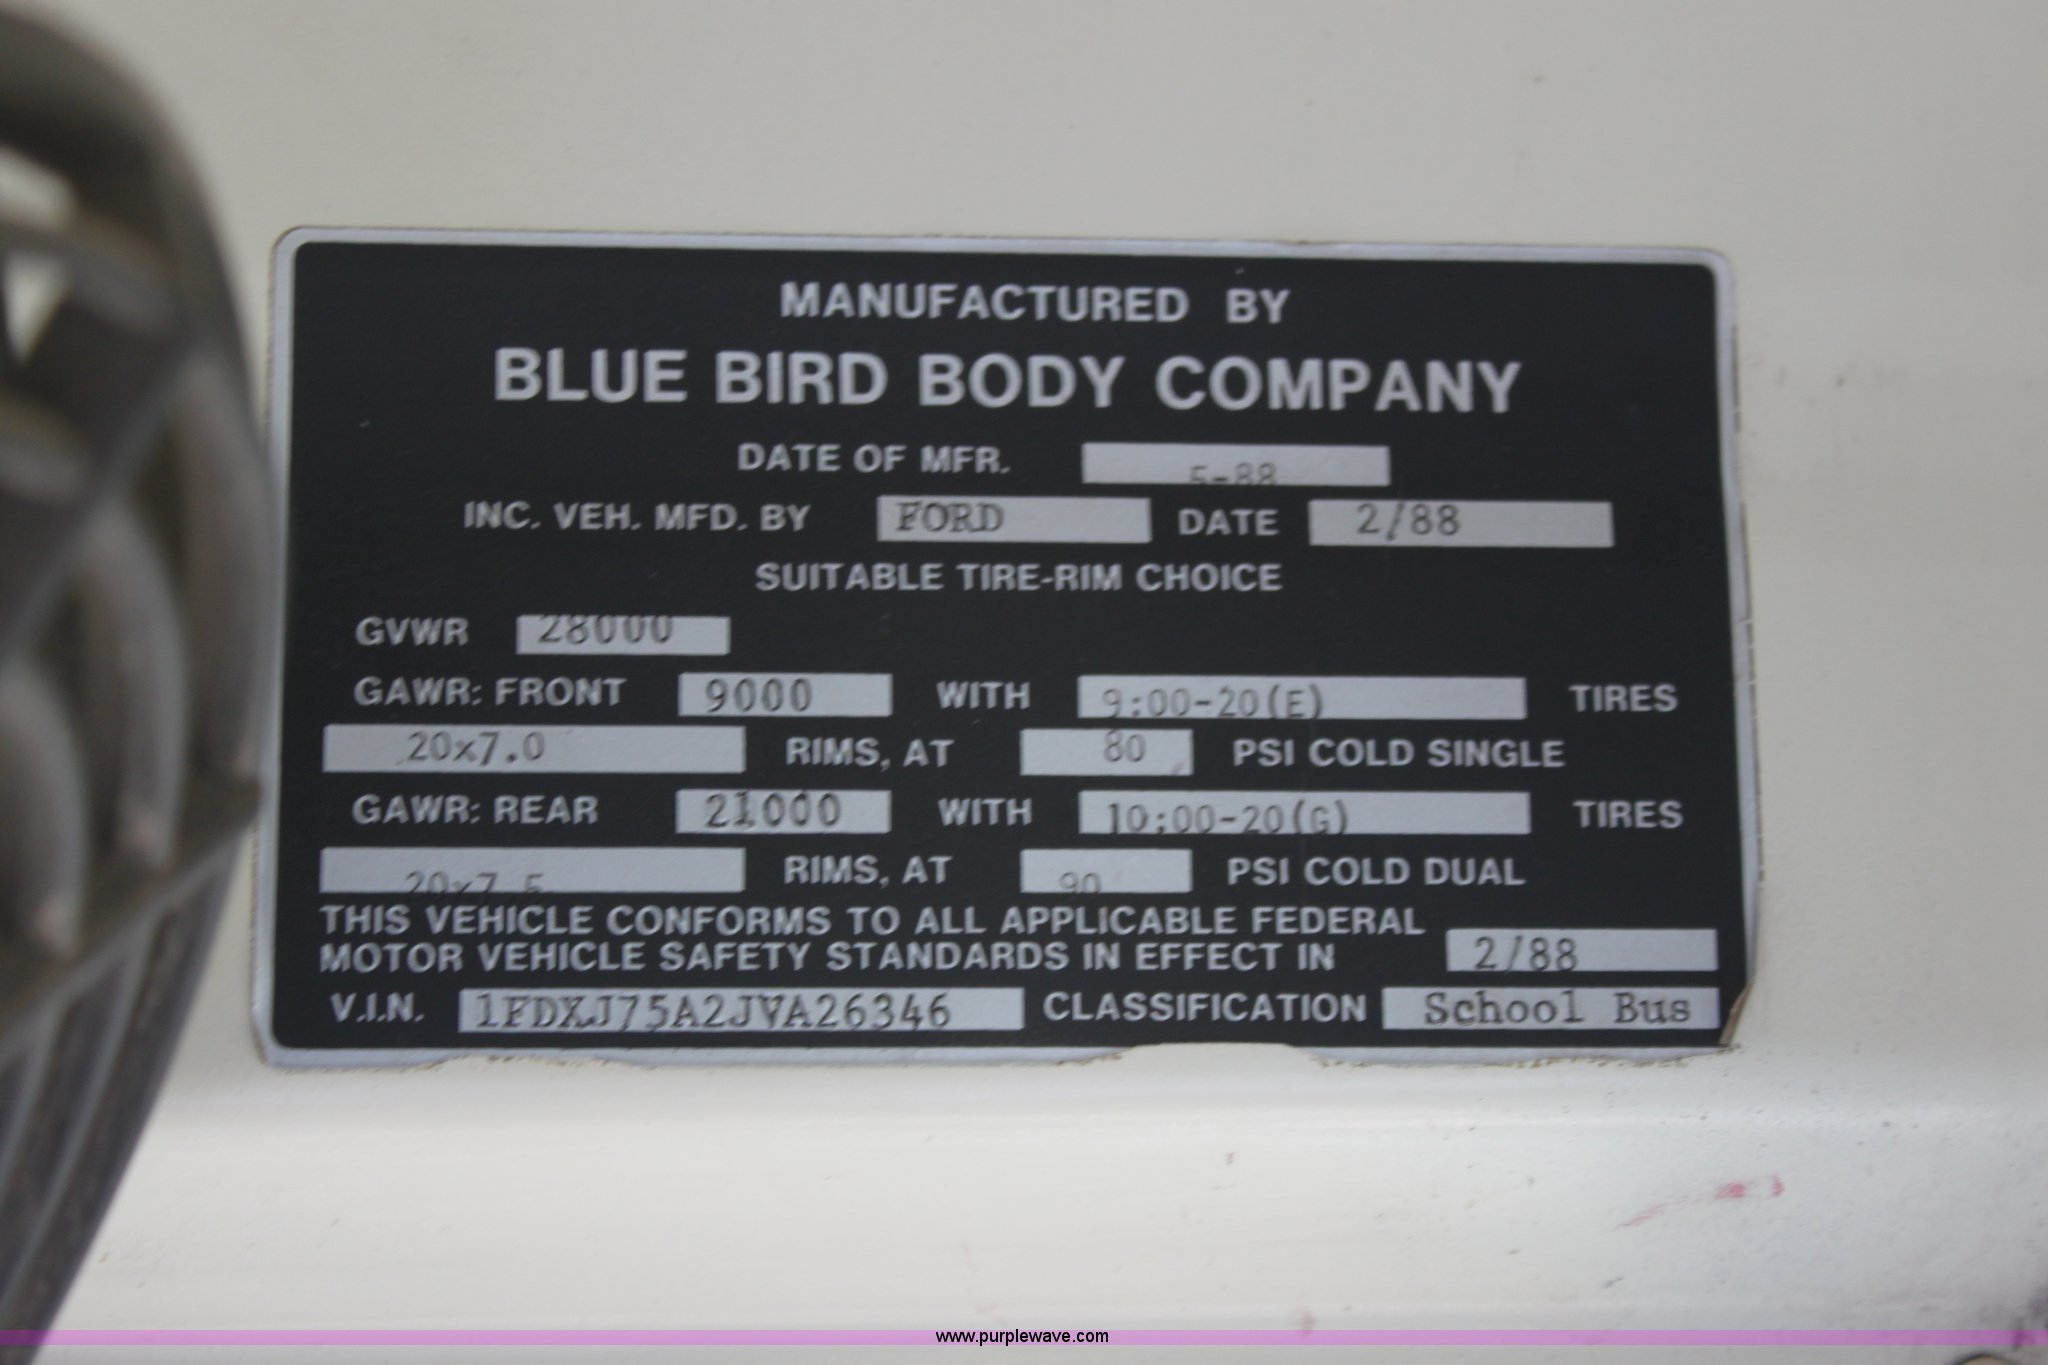 MANUFACTURED BY
BLUE BIRD BODY COMPANY
DATE OF MFR. 5-88
INC. VEH. MFD. BY FORD DATE 2/88
SUITABLE TIRE-RIM CHOICE
GVWR 28000
GAWR: FRONT 9000 WITH 9:00-20(E) TIRES
20x7.0 RIMS, AT 80 PSI COLD SINGLE
GAWR: REAR 21000 WITH 10:00-20(G) TIRES
20x7.5 RIMS, AT 90 PSI COLD DUAL
THIS VEHICLE CONFORMS TO ALL APPLICABLE FEDERAL
MOTOR VEHICLE SAFETY STANDARDS IN EFFECT IN 2/88
V.I.N. 1FDXJ75A2JVA26346 CLASSIFICATION School Bus
www.purplewave.com